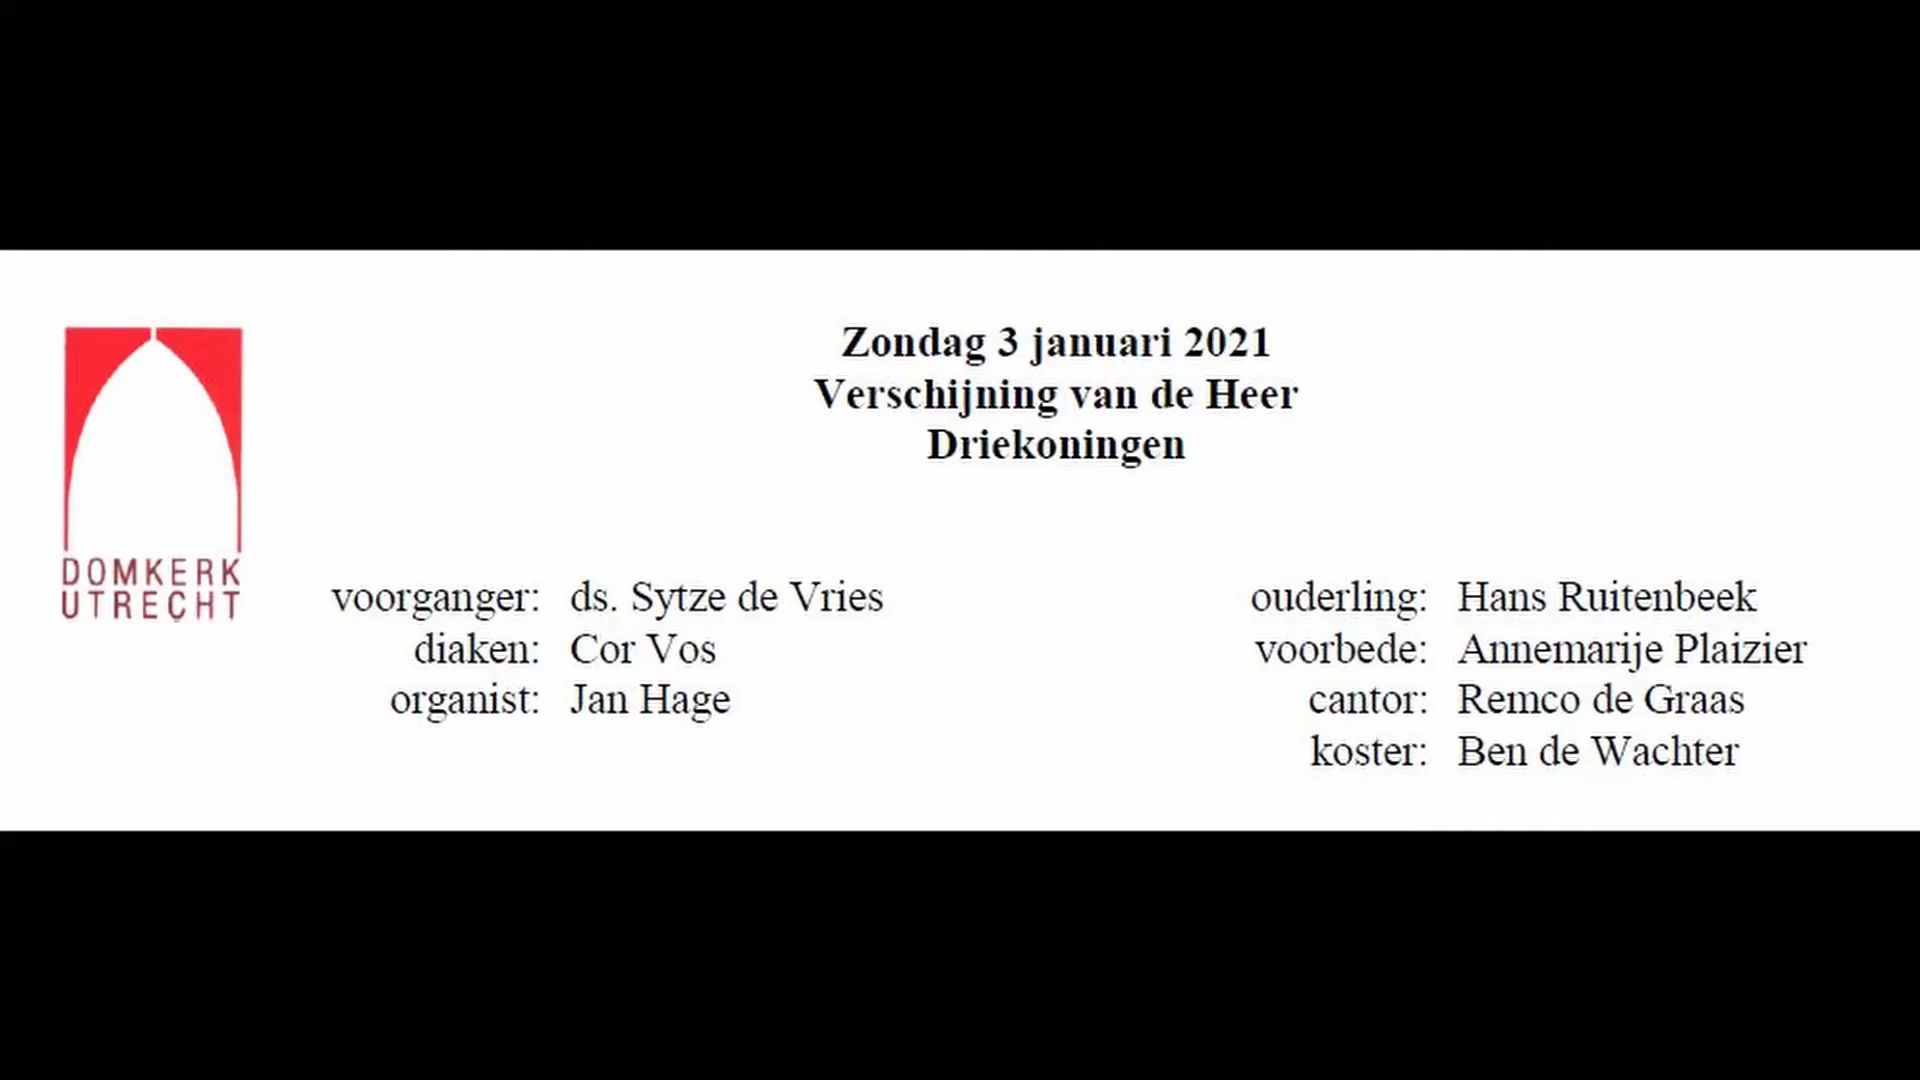 Zondag 3 januari 2021
Verschijning van de Heer
Driekoningen
DOMKERK
UTRECHT
voorganger: ds. Sytze de Vries
diaken: Cor Vos
organist: Jan Hage
ouderling: Hans Ruitenbeek
voorbede: Annemarije Plaizier
cantor: Remco de Graas
koster: Ben de Wachter